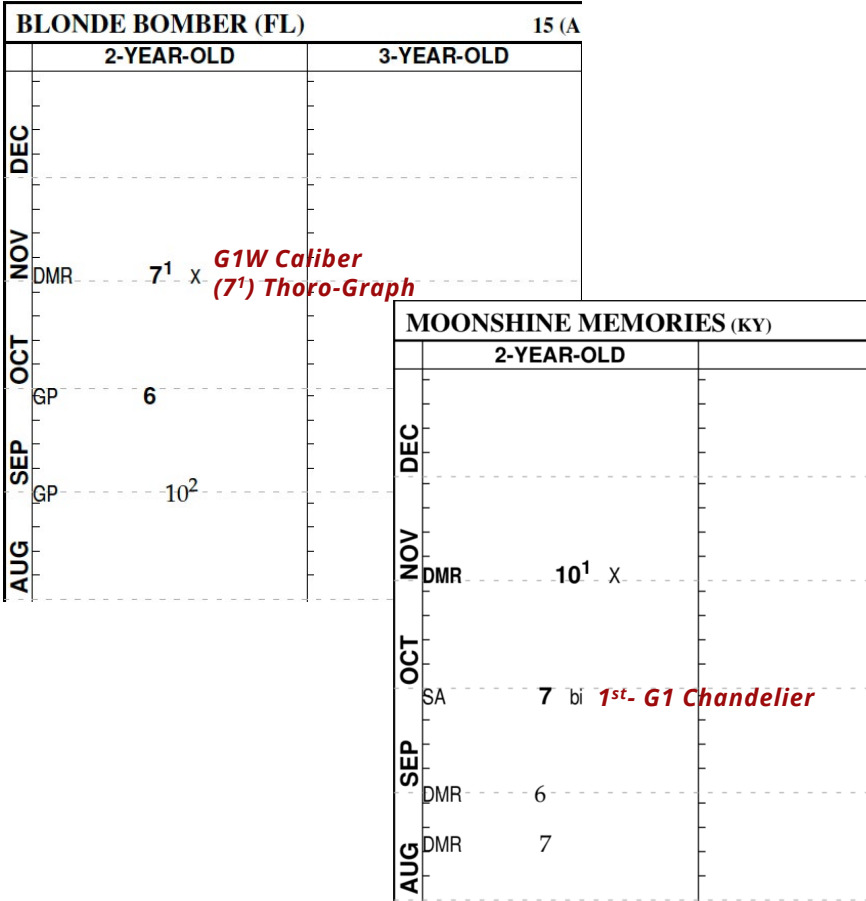 BLONDE BOMBER (FL) 15 (A
2-YEAR-OLD 3-YEAR-OLD
DEC
NOV
DMR 7¹ X G1W Caliber
(7¹) Thoro-Graph
OCT
GP 6
SEP
GP 10²
AUG
MOONSHINE MEMORIES (KY)
2-YEAR-OLD
DEC
NOV
DMR 10¹ X
OCT
SA 7 bi 1ˢᵗ- G1 Chandelier
SEP
DMR 6
DMR 7
AUG